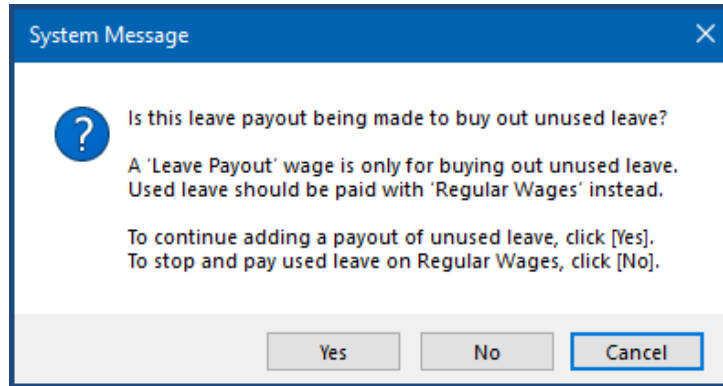 System Message
?
Is this leave payout being made to buy out unused leave?
A 'Leave Payout' wage is only for buying out unused leave.
Used leave should be paid with 'Regular Wages' instead.
To continue adding a payout of unused leave, click [Yes].
To stop and pay used leave on Regular Wages, click [No].
Yes No Cancel